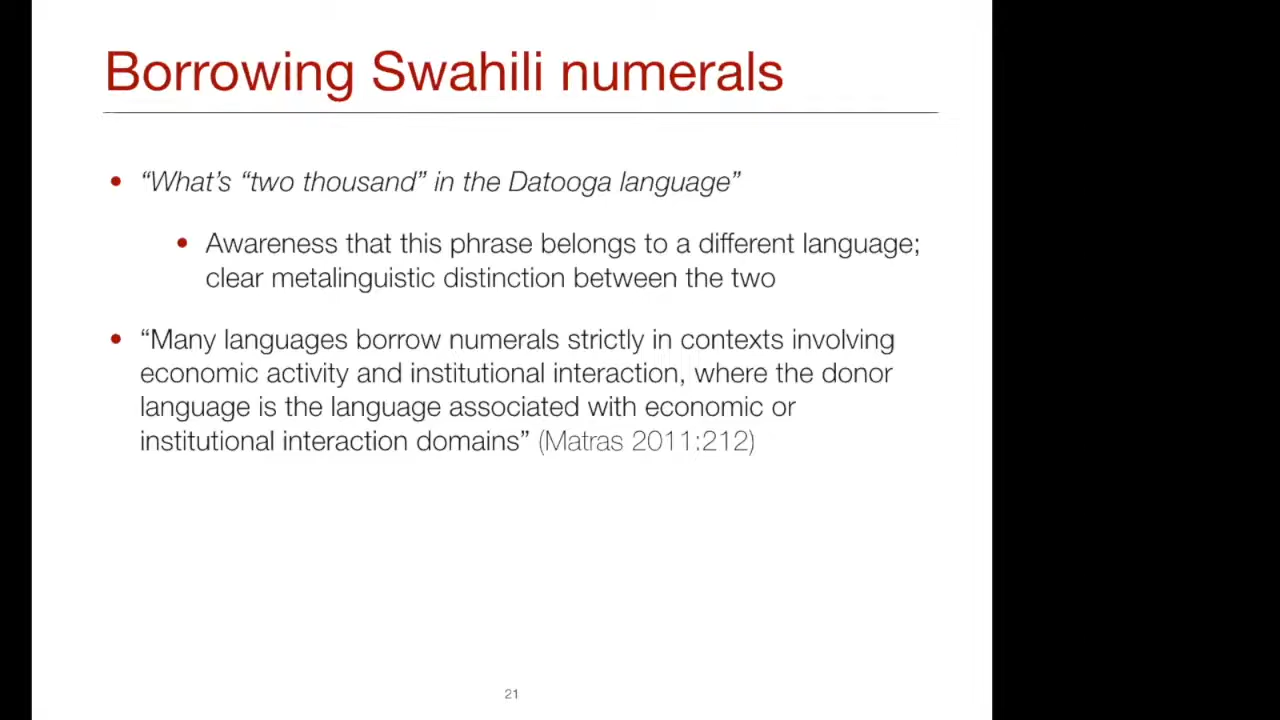 Borrowing Swahili numerals
• “What’s “two thousand” in the Datooga language”
• Awareness that this phrase belongs to a different language;
clear metalinguistic distinction between the two
• “Many languages borrow numerals strictly in contexts involving
economic activity and institutional interaction, where the donor
language is the language associated with economic or
institutional interaction domains” (Matras 2011:212)
21